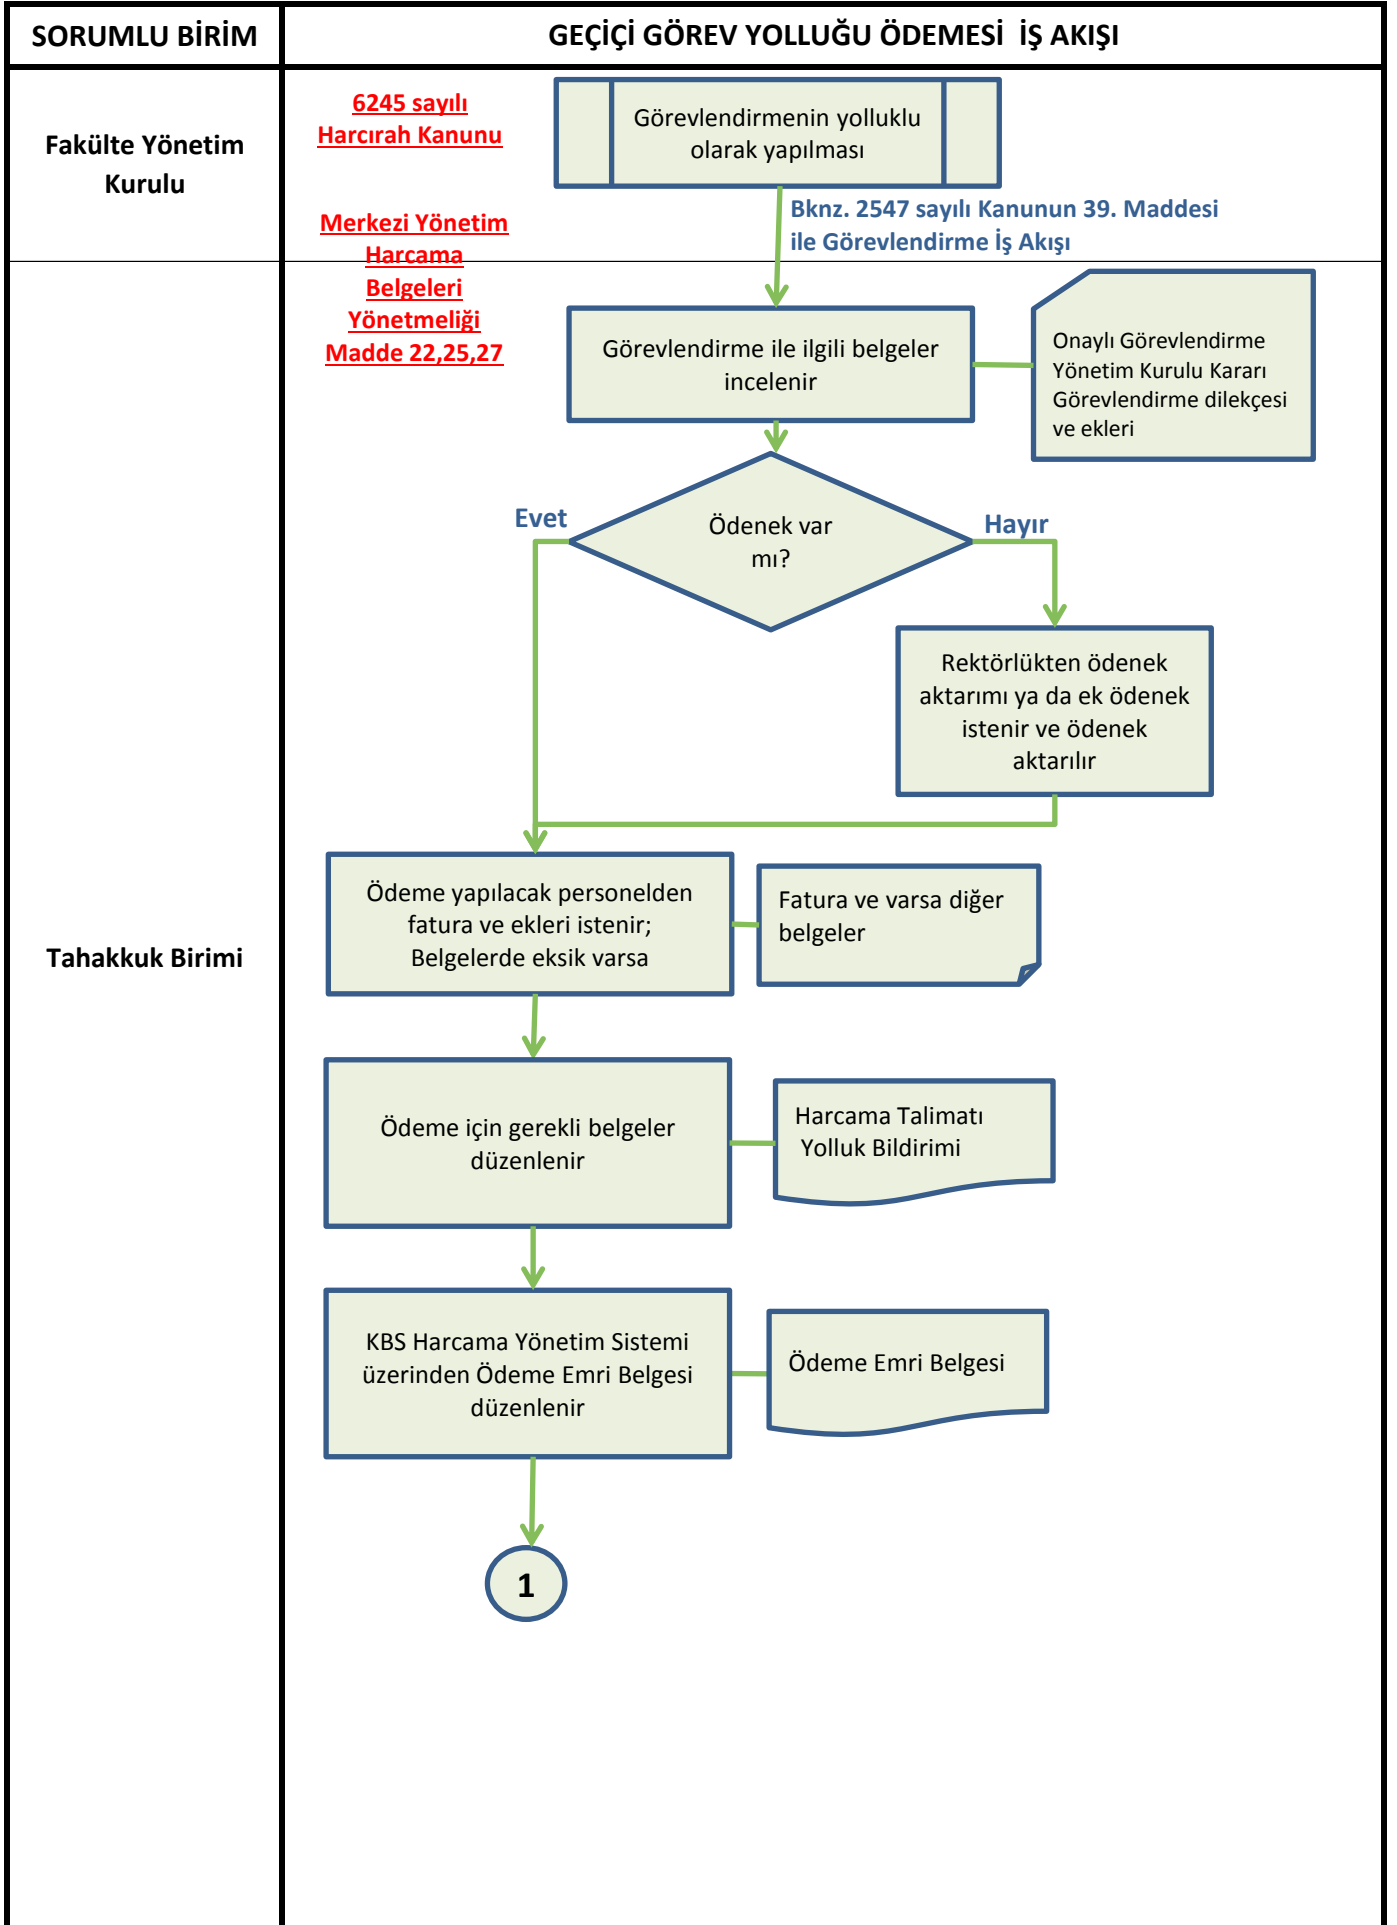 SORUMLU BİRİM
GEÇİÇİ GÖREV YOLLUĞU ÖDEMESİ İŞ AKIŞI
Fakülte Yönetim
Kurulu
6245 sayılı
Harcırah Kanunu
Görevlendirmenin yolluklu
olarak yapılması
Bknz. 2547 sayılı Kanunun 39. Maddesi
ile Görevlendirme İş Akışı
Merkezi Yönetim
Harcama
Belgeleri
Yönetmeliği
Madde 22,25,27
Görevlendirme ile ilgili belgeler
incelenir
Onaylı Görevlendirme
Yönetim Kurulu Kararı
Görevlendirme dilekçesi
ve ekleri
Evet
Ödenek var
mı?
Hayır
Rektörlükten ödenek
aktarımı ya da ek ödenek
istenir ve ödenek
aktarılır
Tahakkuk Birimi
Ödeme yapılacak personelden
fatura ve ekleri istenir;
Belgelerde eksik varsa
Fatura ve varsa diğer
belgeler
Ödeme için gerekli belgeler
düzenlenir
Harcama Talimatı
Yolluk Bildirimi
KBS Harcama Yönetim Sistemi
üzerinden Ödeme Emri Belgesi
düzenlenir
Ödeme Emri Belgesi
1